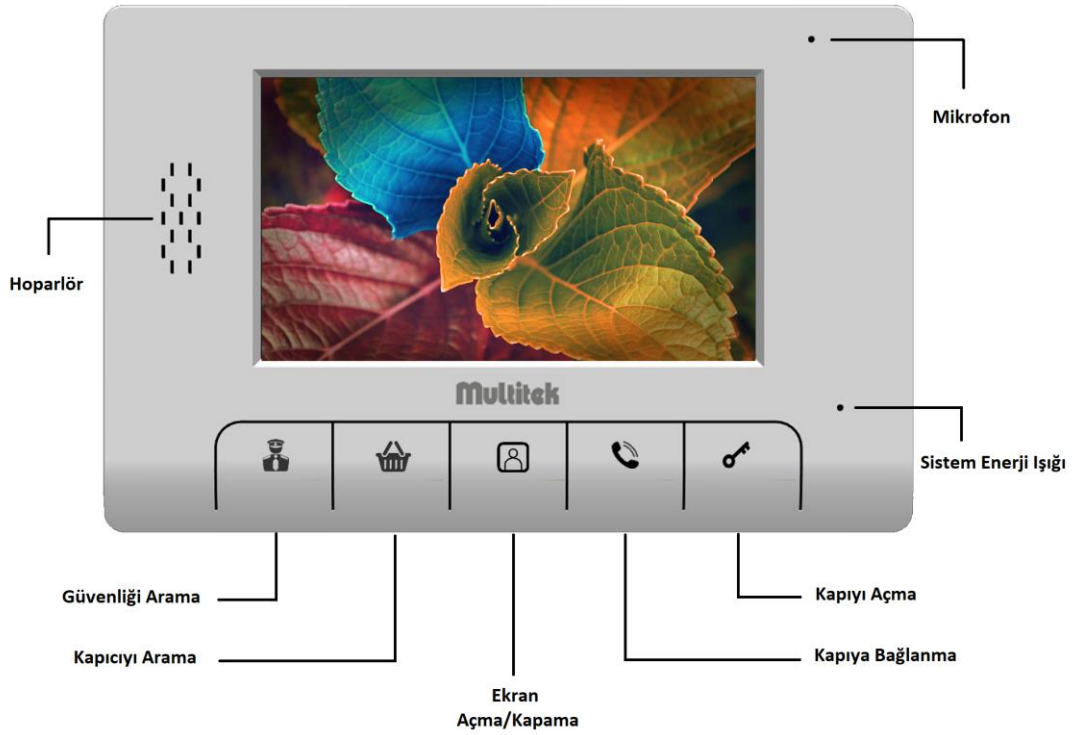 Mikrofon
Hoparlör
Multitek
Sistem Enerji Işığı
Güvenliği Arama
Kapıyı Açma
Kapıcıyı Arama
Kapıya Bağlanma
Ekran
Açma/Kapama